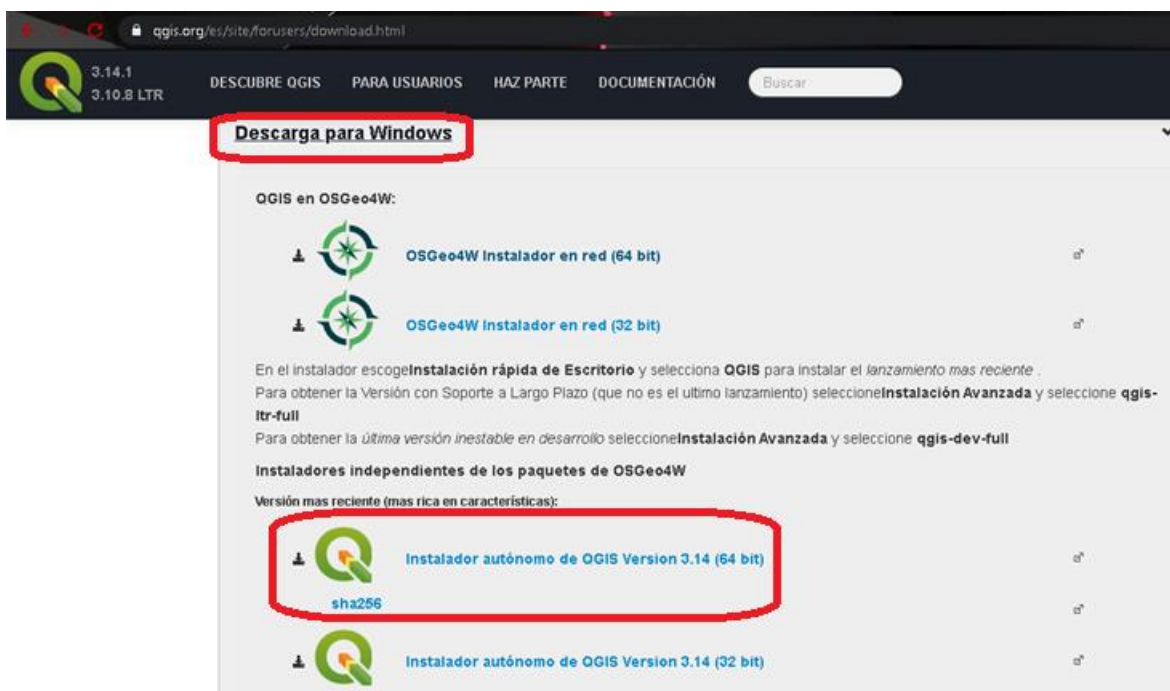 qgis.org/es/site/forusers/download.html
3.14.1
3.10.8 LTR
DESCUBRE QGIS PARA USUARIOS HAZ PARTE DOCUMENTACIÓN Buscar
Descarga para Windows
QGIS en OSGeo4W:
OSGeo4W Instalador en red (64 bit)
OSGeo4W Instalador en red (32 bit)
En el instalador escogeInstalación rápida de Escritorio y selecciona QGIS para instalar el lanzamiento mas reciente .
Para obtener la Versión con Soporte a Largo Plazo (que no es el ultimo lanzamiento) seleccioneInstalación Avanzada y seleccione qgis-
ltr-full
Para obtener la última versión inestable en desarrollo seleccioneInstalación Avanzada y seleccione qgis-dev-full
Instaladores independientes de los paquetes de OSGeo4W
Versión mas reciente (mas rica en características):
Instalador autónomo de QGIS Version 3.14 (64 bit)
sha256
Instalador autónomo de QGIS Version 3.14 (32 bit)